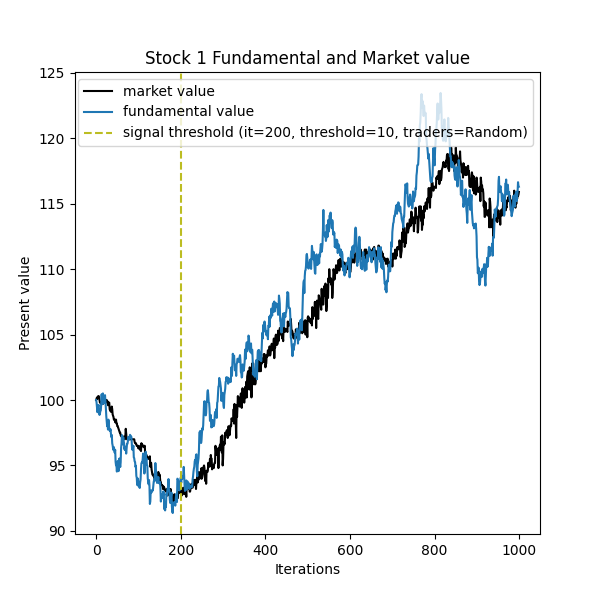 Stock 1 Fundamental and Market value
market value
fundamental value
signal threshold (it=200, threshold=10, traders=Random)
Present value
125
120
115
110
105
100
95
90
0 200 400 600 800 1000
Iterations